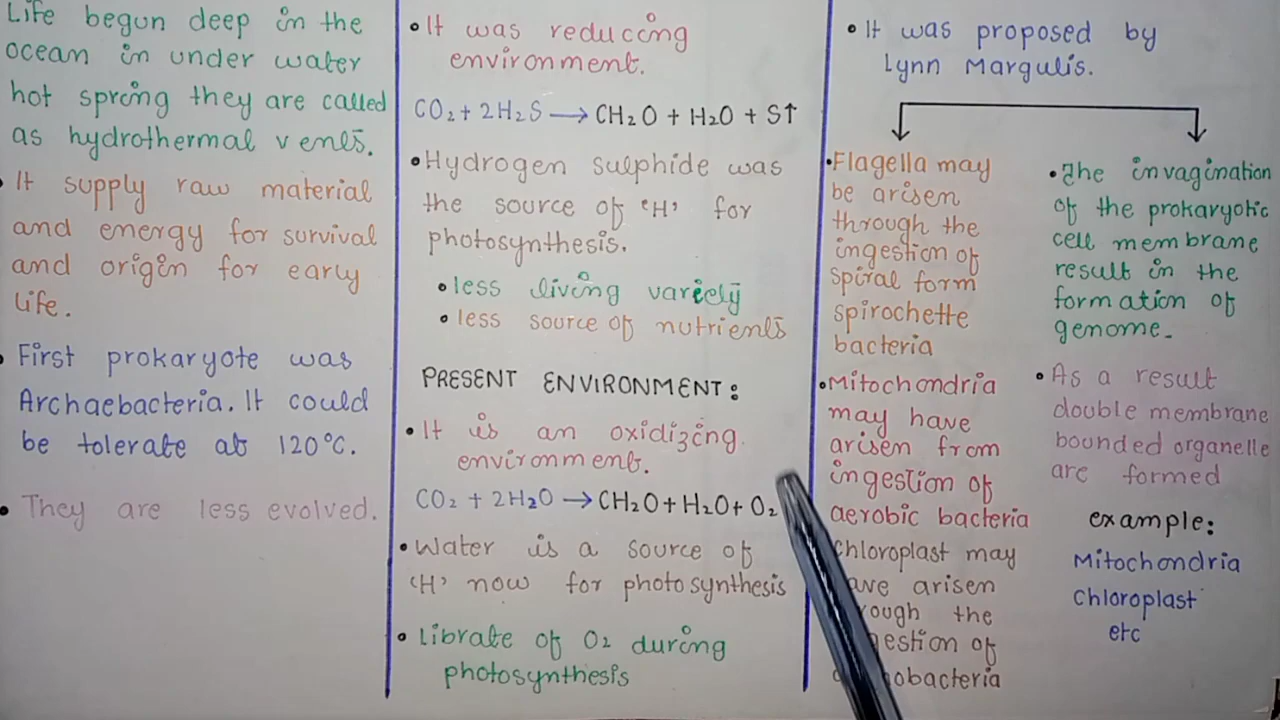 Life begun deep in the
ocean in under water
hot spring they are called
as hydrothermal vents.
It supply raw material
and energy for survival
and origin for early
life.
First prokaryote was
Archaebacteria. It could
be tolerate at 120°C.
They are less evolved.
• It was reducing
environment.
CO₂ + 2H₂S → CH₂O + H₂O + S↑
• Hydrogen sulphide was
the source of 'H' for
photosynthesis.
• less living variety
• less source of nutrients
PRESENT ENVIRONMENT:
• It is an oxidizing
environment.
CO₂ + 2H₂O → CH₂O + H₂O + O₂
• Water is a source of
'H' now for photosynthesis
• Librate of O₂ during
photosynthesis
• It was proposed by
Lynn Margulis.
• Flagella may
be arisen
through the
ingestion of
spiral form
spirochette
bacteria
• Mitochondria
may have
arisen from
ingestion of
aerobic bacteria
chloroplast may
arisen
the
of
• The invagination
of the prokaryotic
cell membrane
result in the
formation of
genome.
• As a result
double membrane
bounded organelle
are formed
example:
Mitochondria
chloroplast
etc